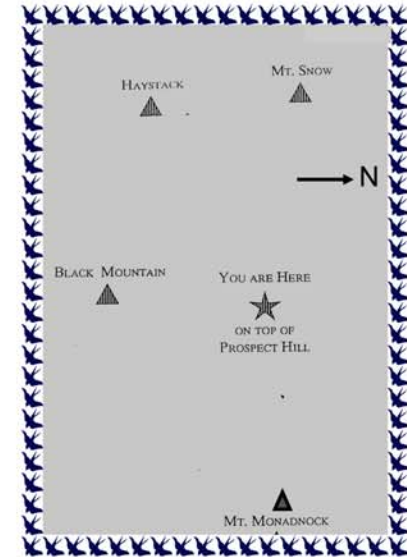 MT. SNOW
HAYSTACK
N
BLACK MOUNTAIN
YOU ARE HERE
ON TOP OF
PROSPECT HILL
MT. MONADNOCK